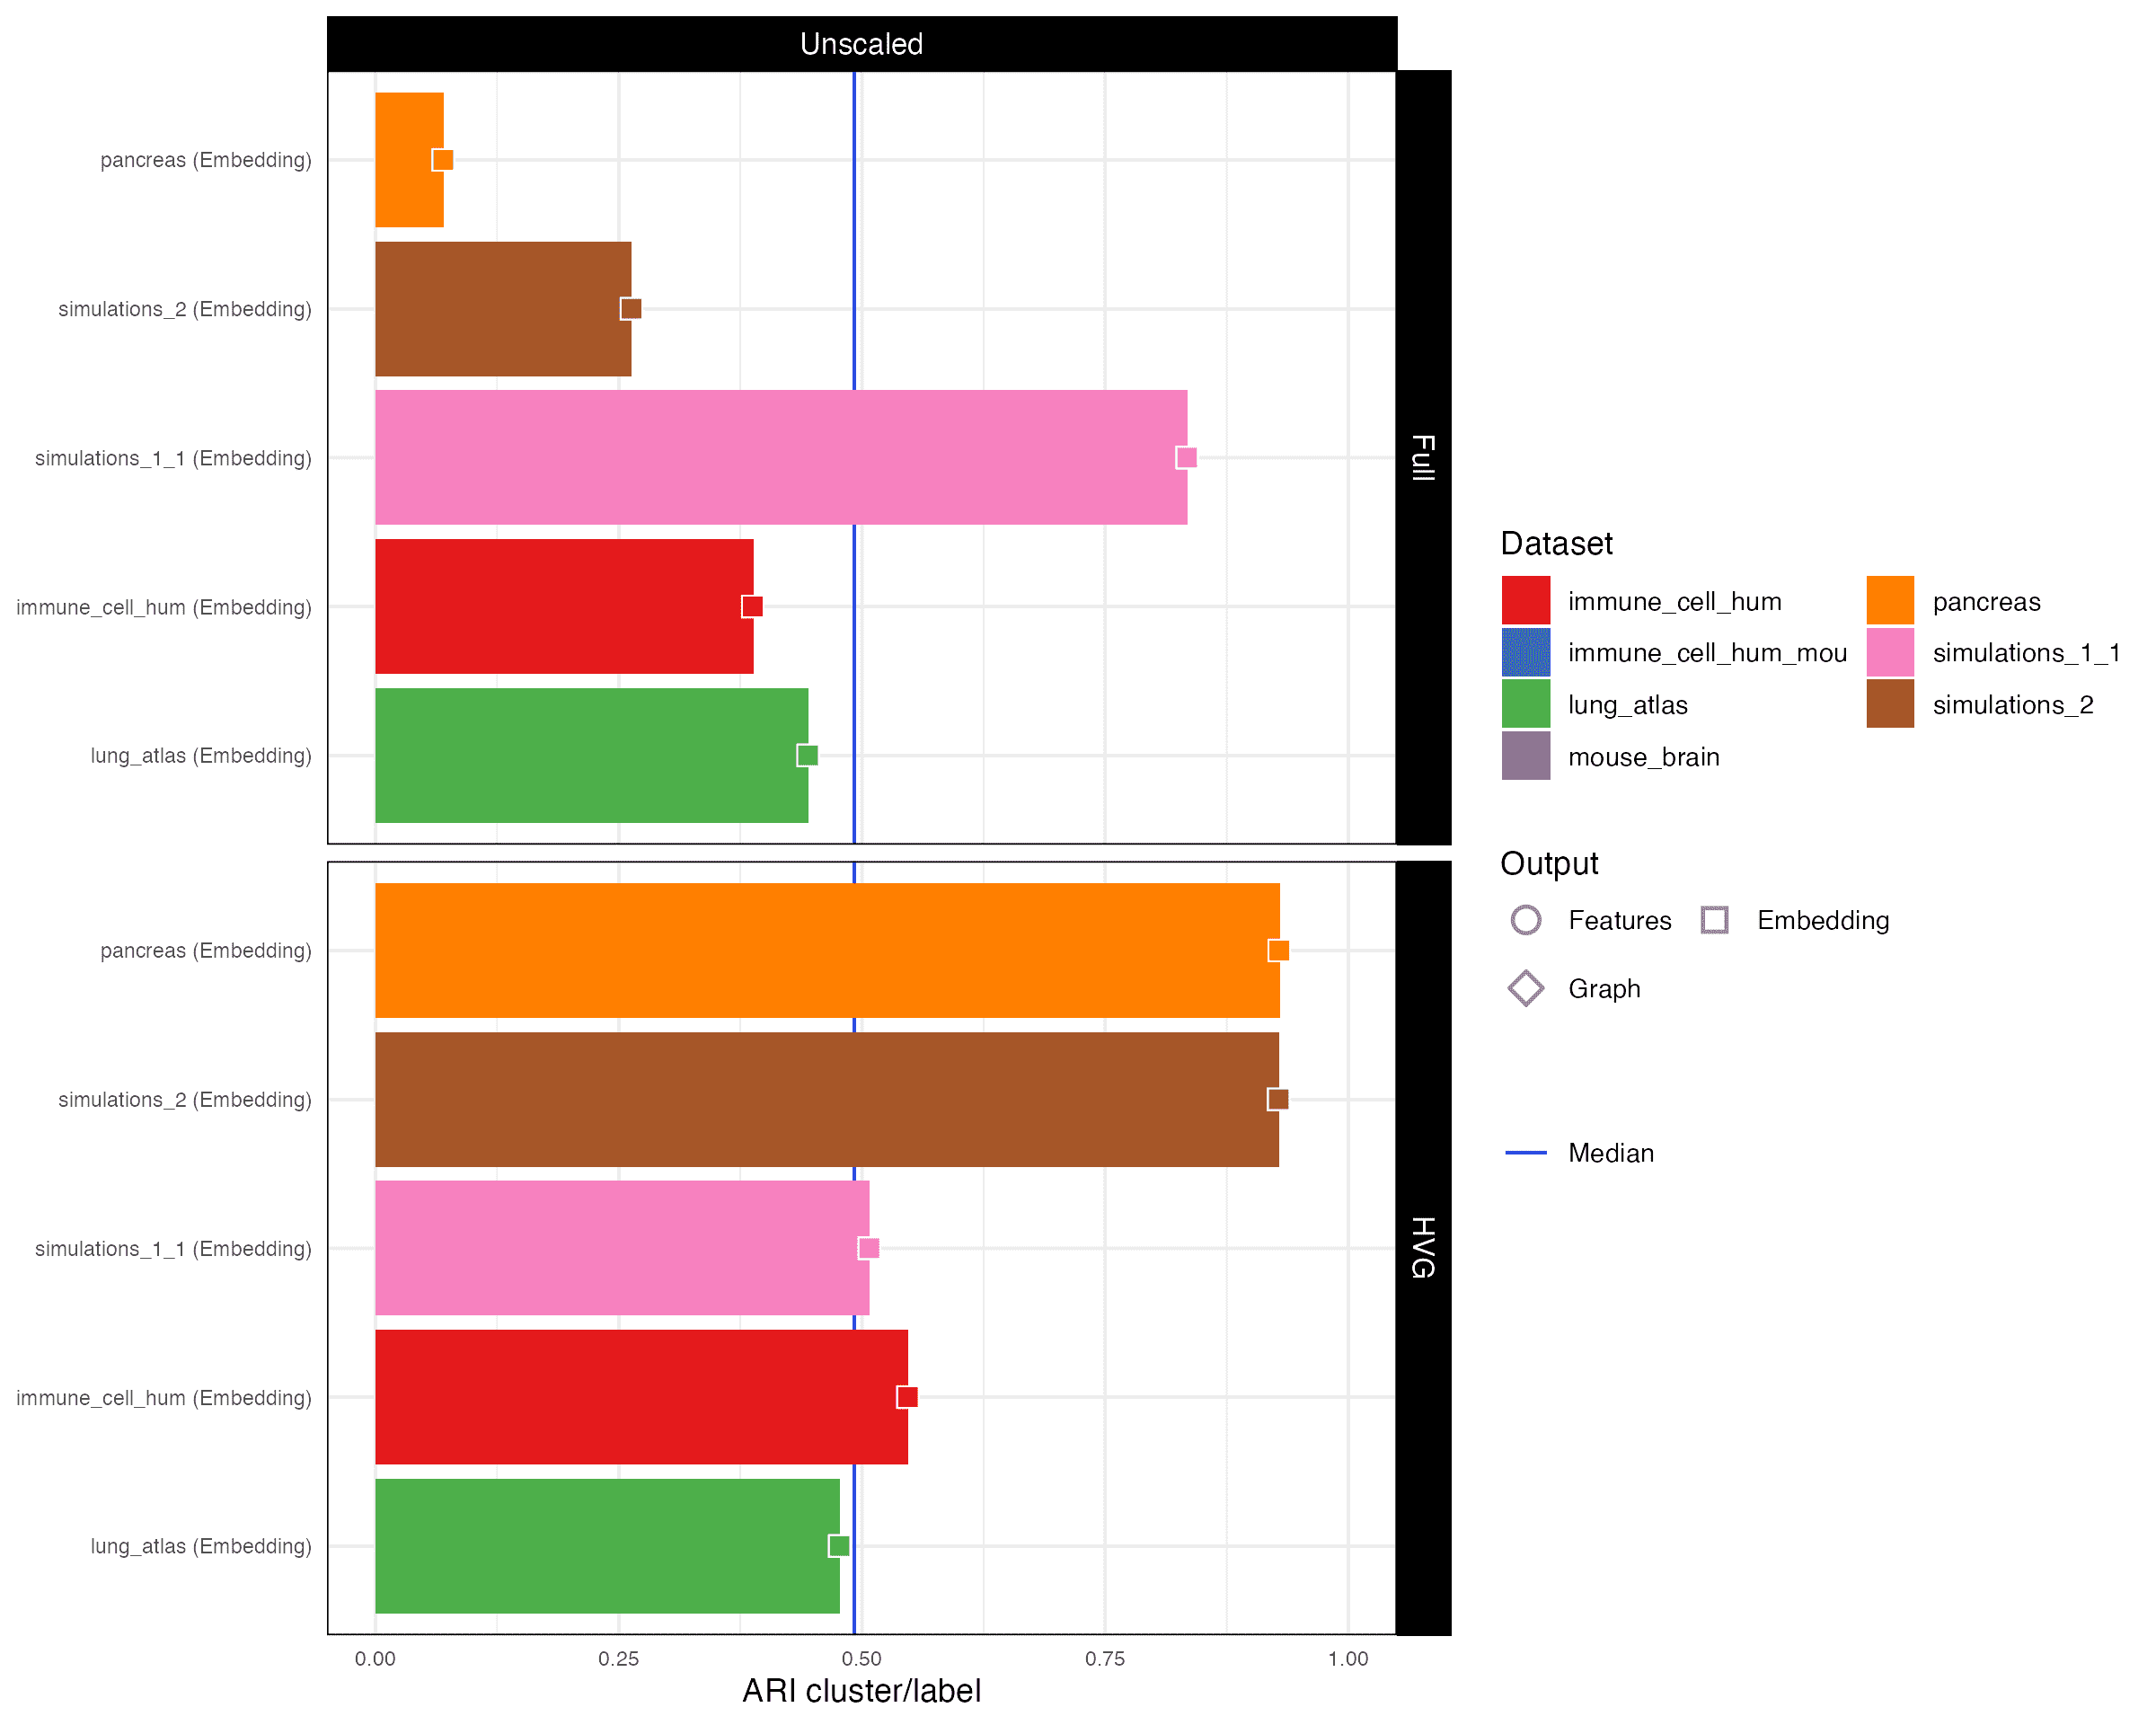 Unscaled
pancreas (Embedding)
simulations_2 (Embedding)
simulations_1_1 (Embedding)
immune_cell_hum (Embedding)
lung_atlas (Embedding)
Full
pancreas (Embedding)
simulations_2 (Embedding)
simulations_1_1 (Embedding)
immune_cell_hum (Embedding)
lung_atlas (Embedding)
HVG
0.00 0.25 0.50 0.75 1.00
ARI cluster/label
Dataset
immune_cell_hum pancreas
immune_cell_hum_mou simulations_1_1
lung_atlas simulations_2
mouse_brain
Output
Features Embedding
Graph
Median